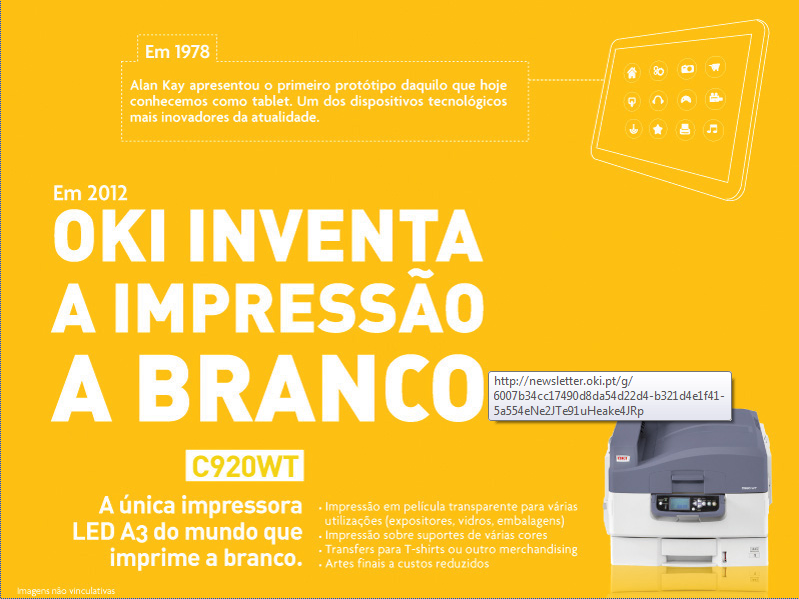 Em 1978
Alan Kay apresentou o primeiro protótipo daquilo que hoje
conhecemos como tablet. Um dos dispositivos tecnológicos
mais inovadores da atualidade.
Em 2012
OKI INVENTA
A IMPRESSÃO
A BRANCO
http://newsletter.oki.pt/g/
6007b34cc17490d8da54d22d4-b321d4e1f41-
5a554eNe2JTe91uHeake4JRp
C920WT
A única impressora
LED A3 do mundo que
imprime a branco.
• Impressão em película transparente para várias
utilizações (expositores, vidros, embalagens)
• Impressão sobre suportes de várias cores
• Transfers para T-shirts ou outro merchandising
• Artes finais a custos reduzidos
OKI
Imagens não vinculativas